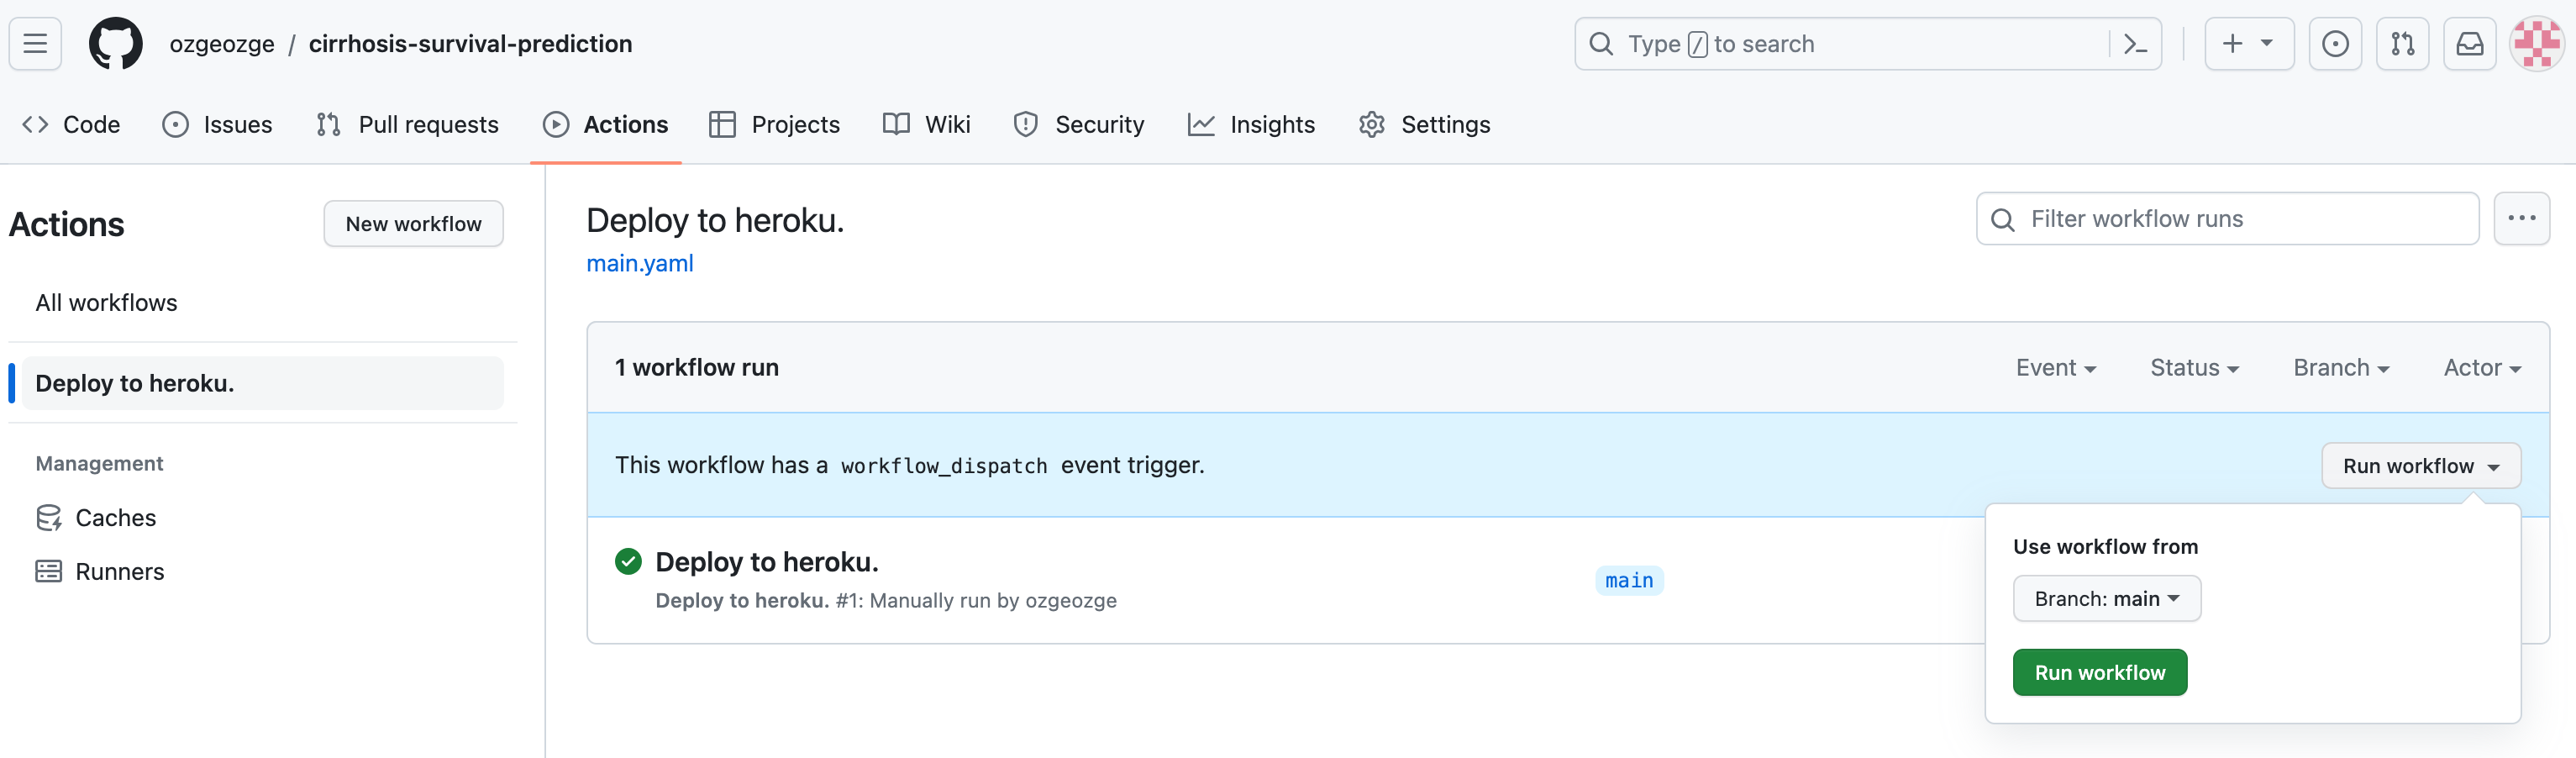 ozgeozge / cirrhosis-survival-prediction
Type / to search
Code Issues Pull requests Actions Projects Wiki Security Insights Settings
Actions
New workflow
All workflows
Deploy to heroku.
Management
Caches
Runners
Deploy to heroku.
main.yaml
Filter workflow runs
1 workflow run
Event Status Branch Actor
This workflow has a workflow_dispatch event trigger.
Run workflow
Deploy to heroku.
Deploy to heroku. #1: Manually run by ozgeozge
main
Use workflow from
Branch: main
Run workflow